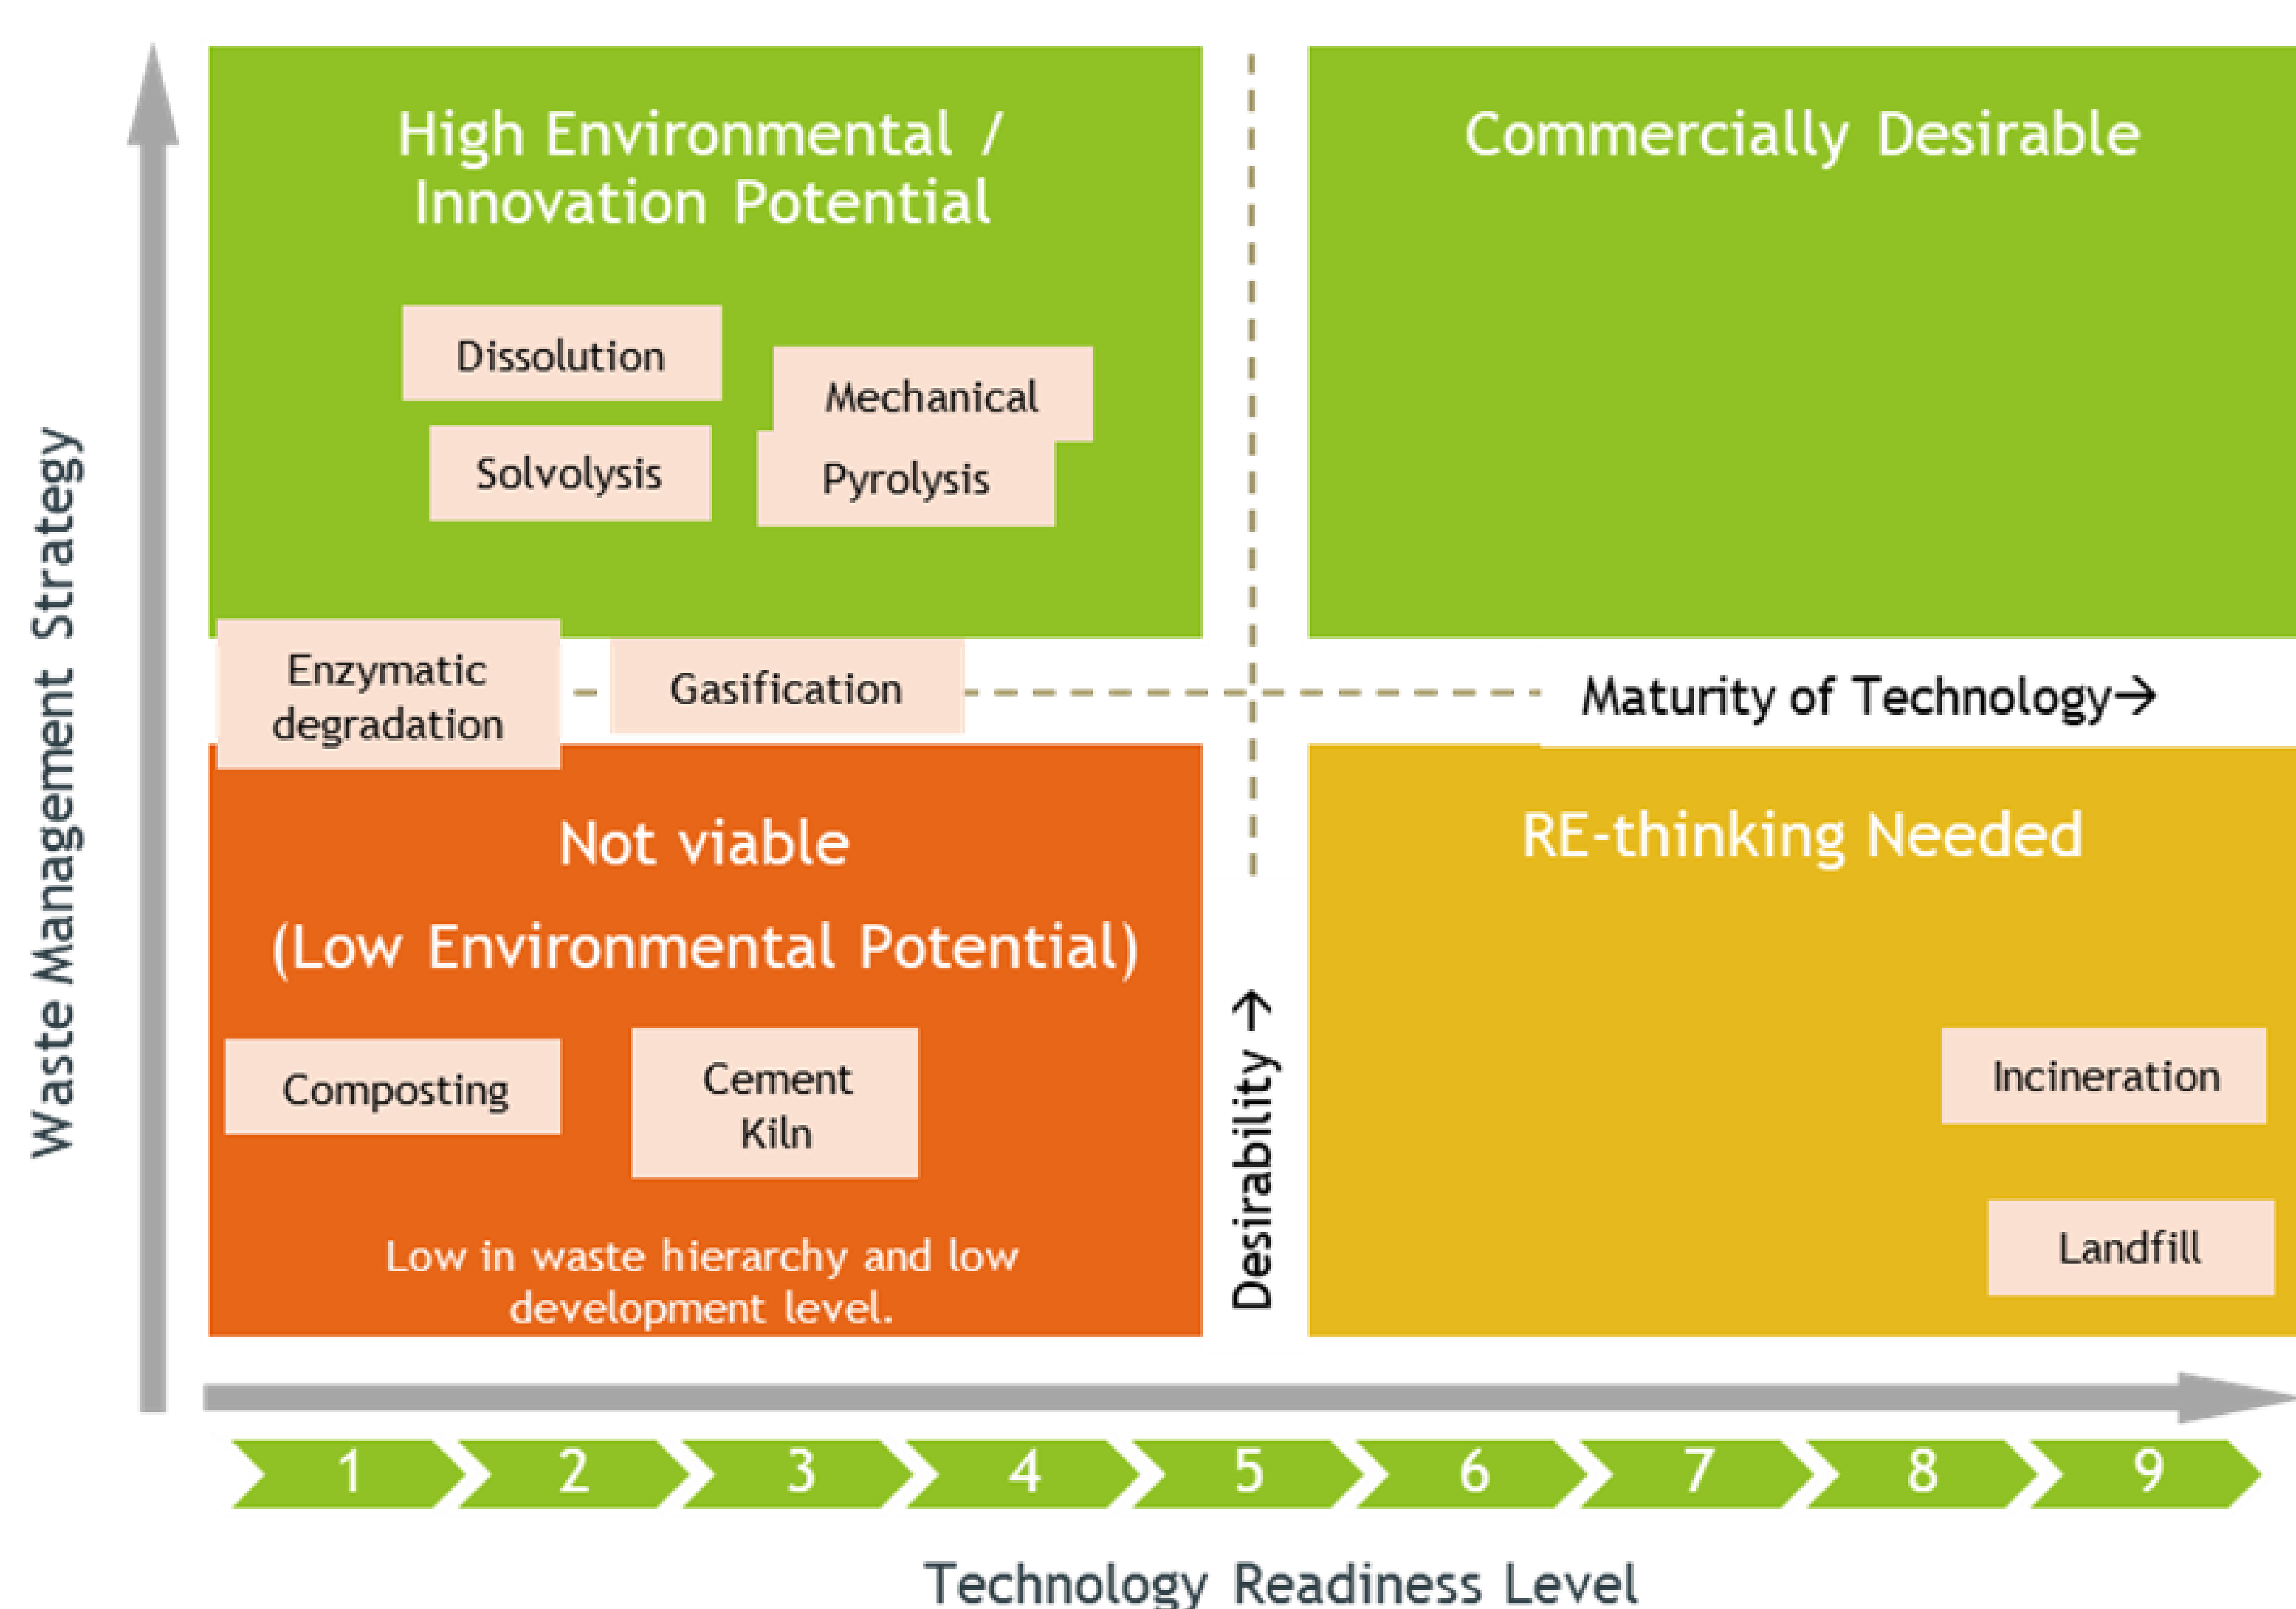 High Environmental /
Innovation Potential
Commercially Desirable
Dissolution
Mechanical
Solvolysis
Pyrolysis
Enzymatic
degradation
Gasification
Maturity of Technology→
Not viable
(Low Environmental Potential)
RE-thinking Needed
Composting
Cement
Kiln
Incineration
Landfill
Low in waste hierarchy and low
development level.
Desirability →
Waste Management Strategy
1 2 3 4 5 6 7 8 9
Technology Readiness Level